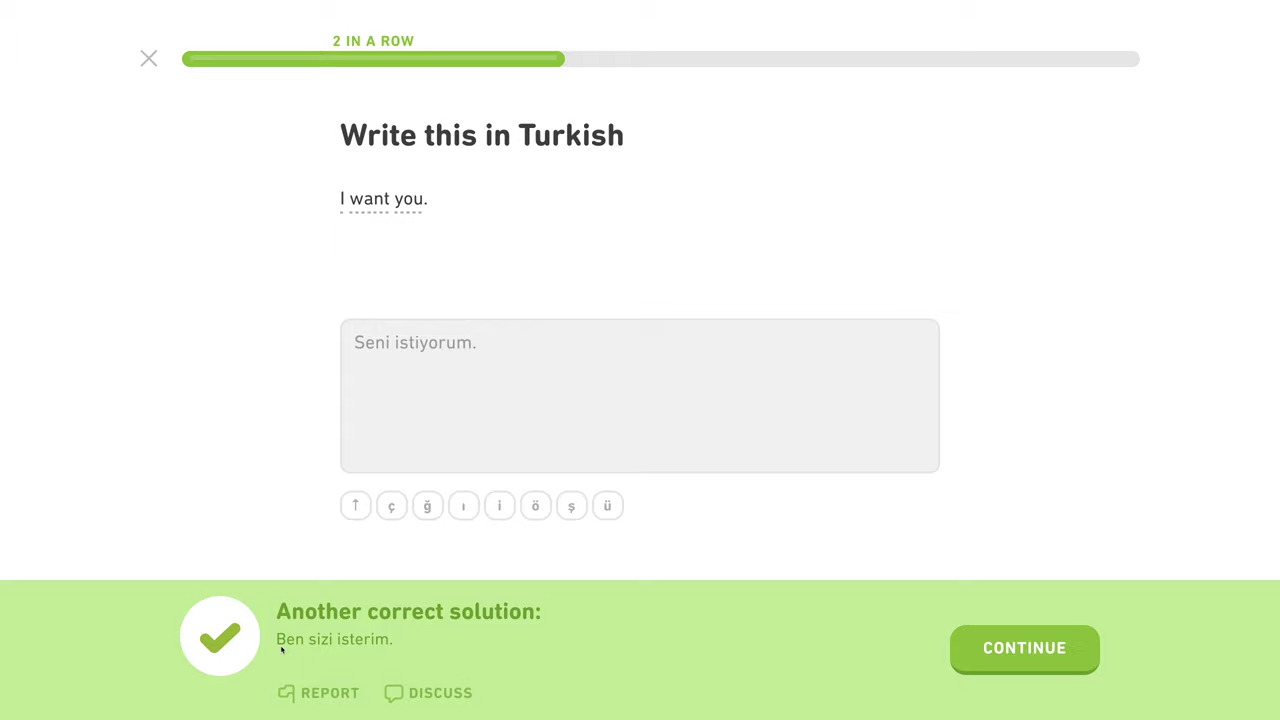 2 IN A ROW
Write this in Turkish
I want you.
Seni istiyorum.
↑ ç ğ ı i ö ş ü
Another correct solution:
Ben sizi isterim.
CONTINUE
REPORT DISCUSS